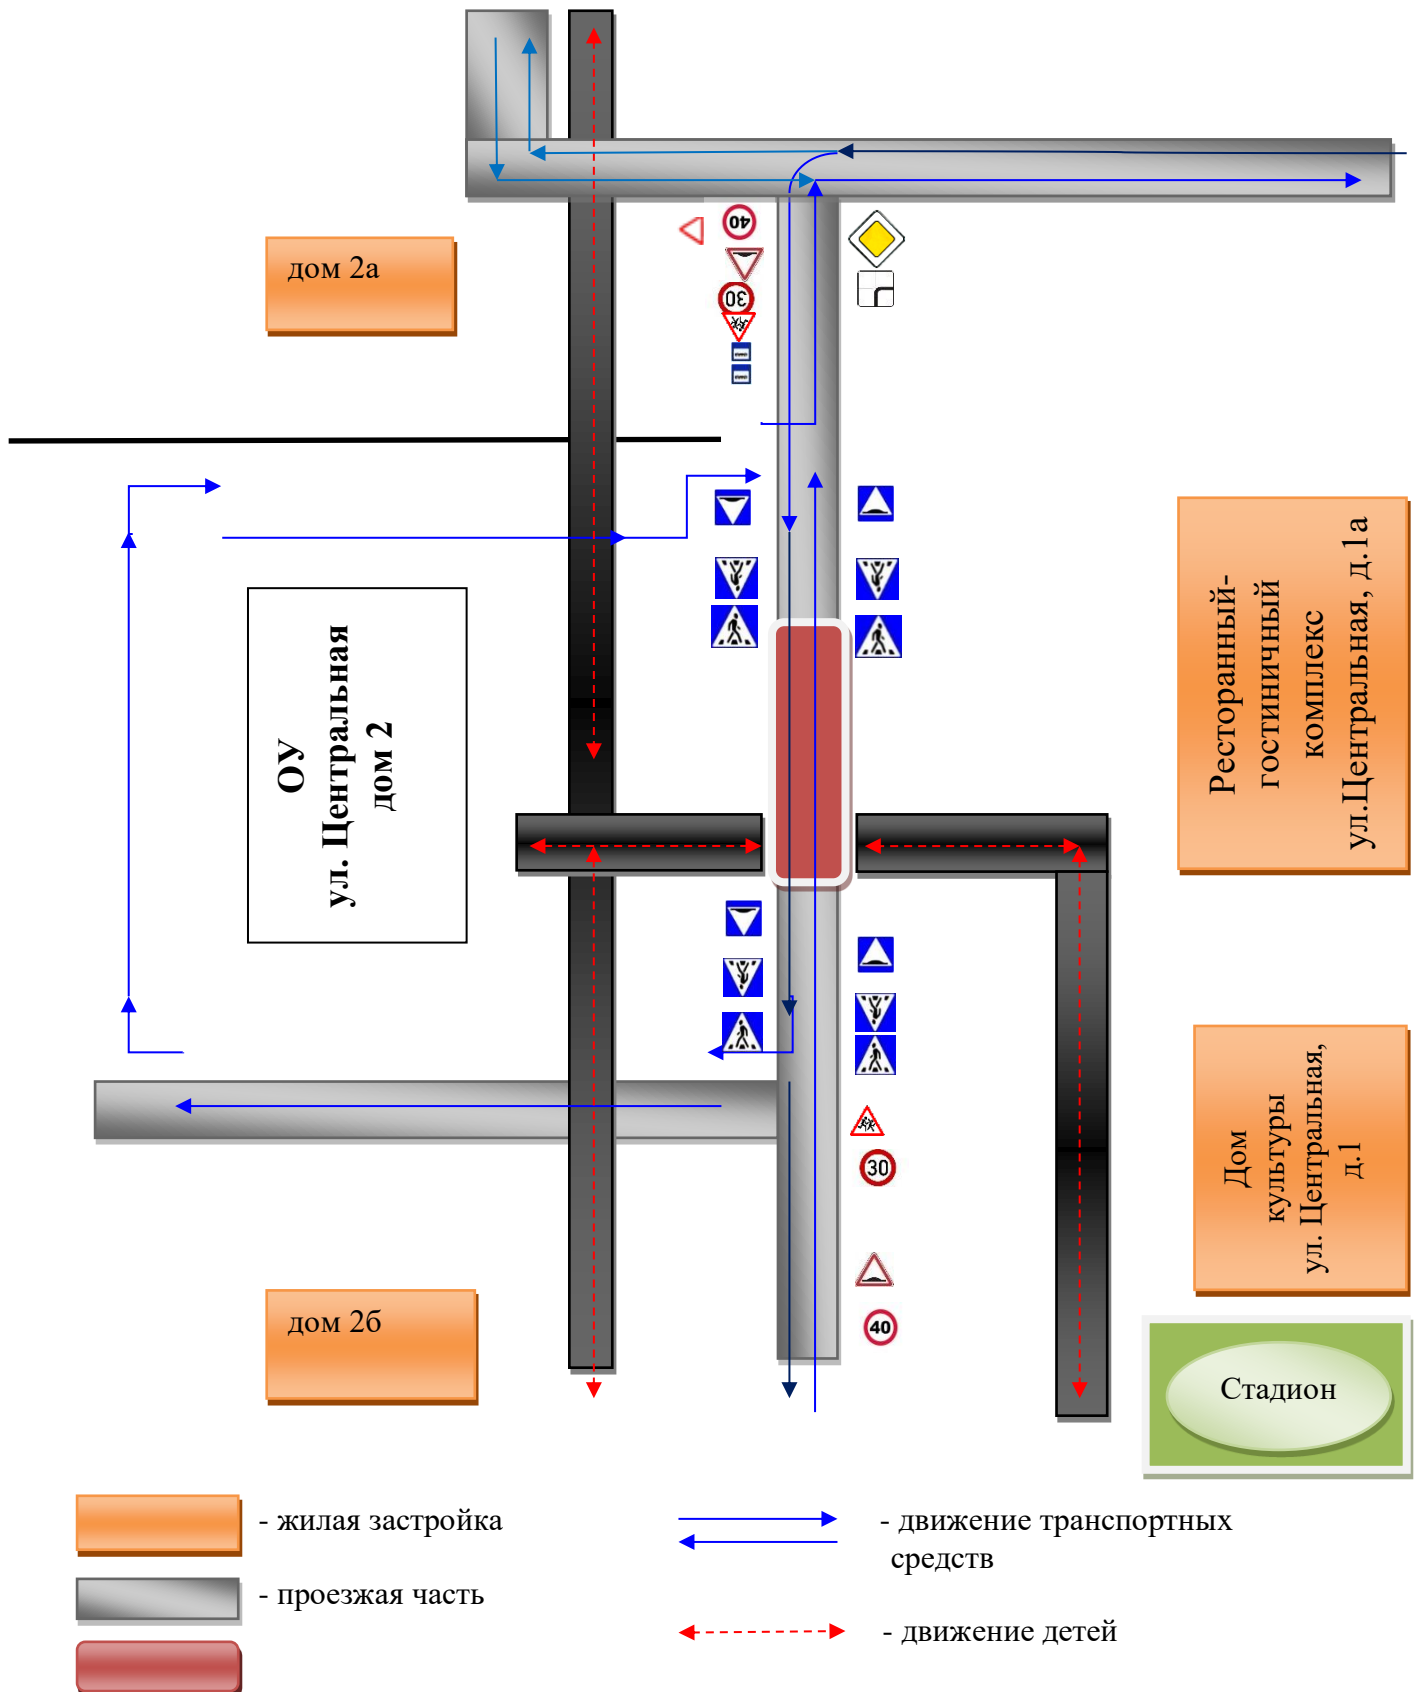 40
30
дом 2а
ОУ
ул. Центральная
дом 2
Ресторанный-
гостиничный
комплекс
ул.Центральная, д.1а
Дом
культуры
ул. Центральная,
д.1
30
40
дом 2б
Стадион
- жилая застройка
- движение транспортных
средств
- проезжая часть
- движение детей